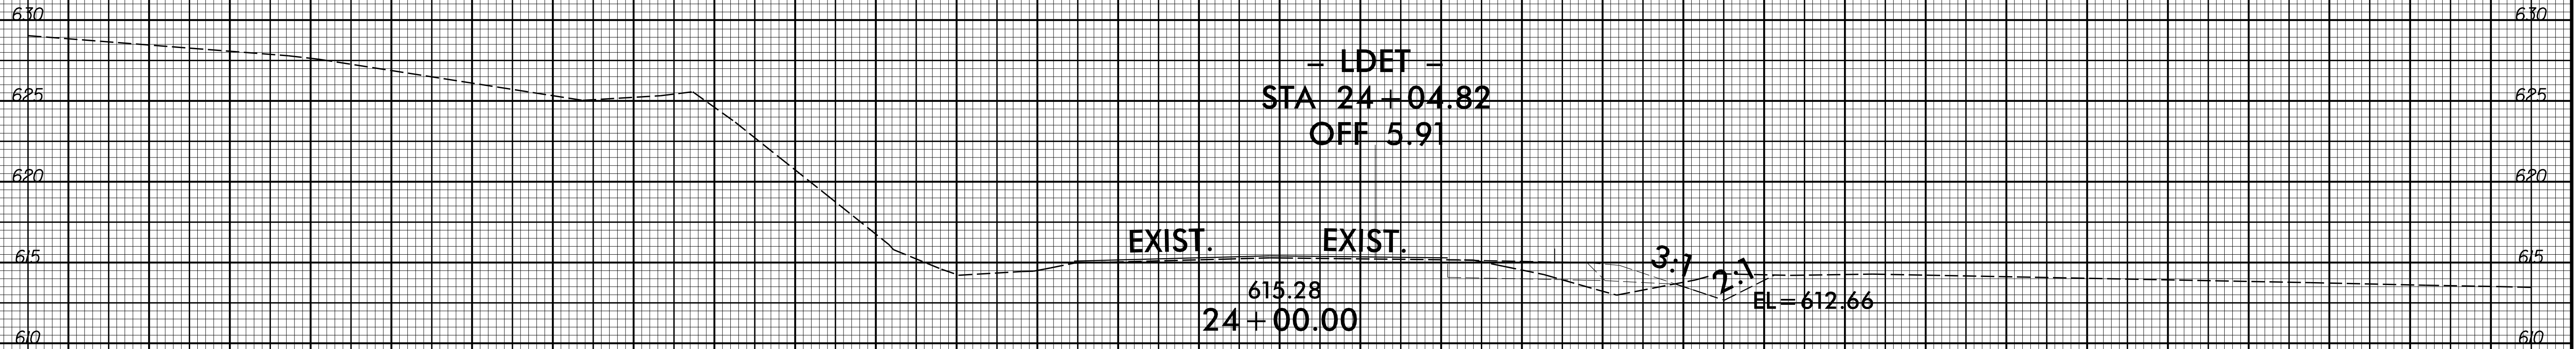 630 630
- LDET -
625 STA 24+04.82 625
OFF 5.91
620 620
EXIST. EXIST.
615 3:1 615
2:1
615.28 EL=612.66
24+00.00
610 610